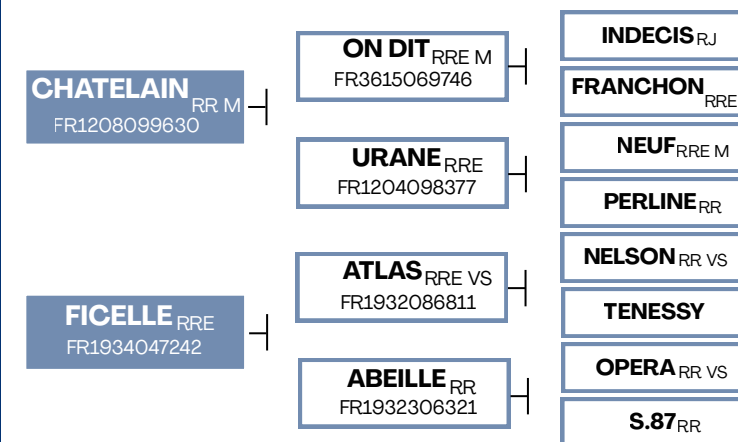 CHATELAIN RR M
FR1208099630
FICELLE RRE
FR1934047242
ON DIT RRE M
FR3615069746
URANE RRE
FR1204098377
ATLAS RRE VS
FR1932086811
ABEILLE RR
FR1932306321
INDECIS RJ
FRANCHON RRE
NEUF RRE M
PERLINE RR
NELSON RR VS
TENESSY
OPERA RR VS
S.87 RR